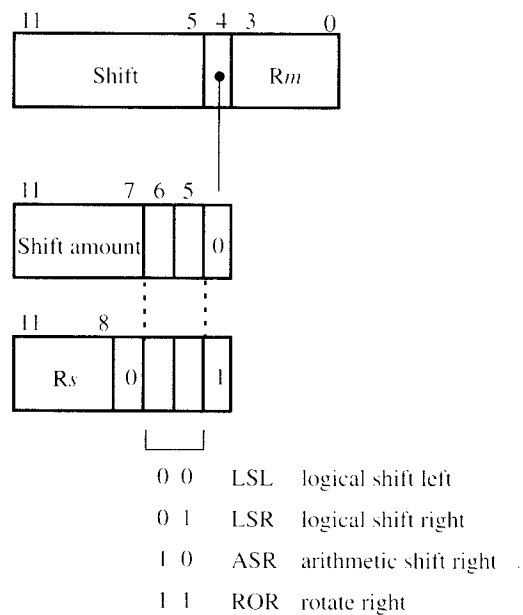 11 5 4 3 0
Shift Rm
11 7 6 5
Shift amount 0
11 8
Rs 0 1
0 0 LSL logical shift left
0 1 LSR logical shift right
1 0 ASR arithmetic shift right .
1 1 ROR rotate right